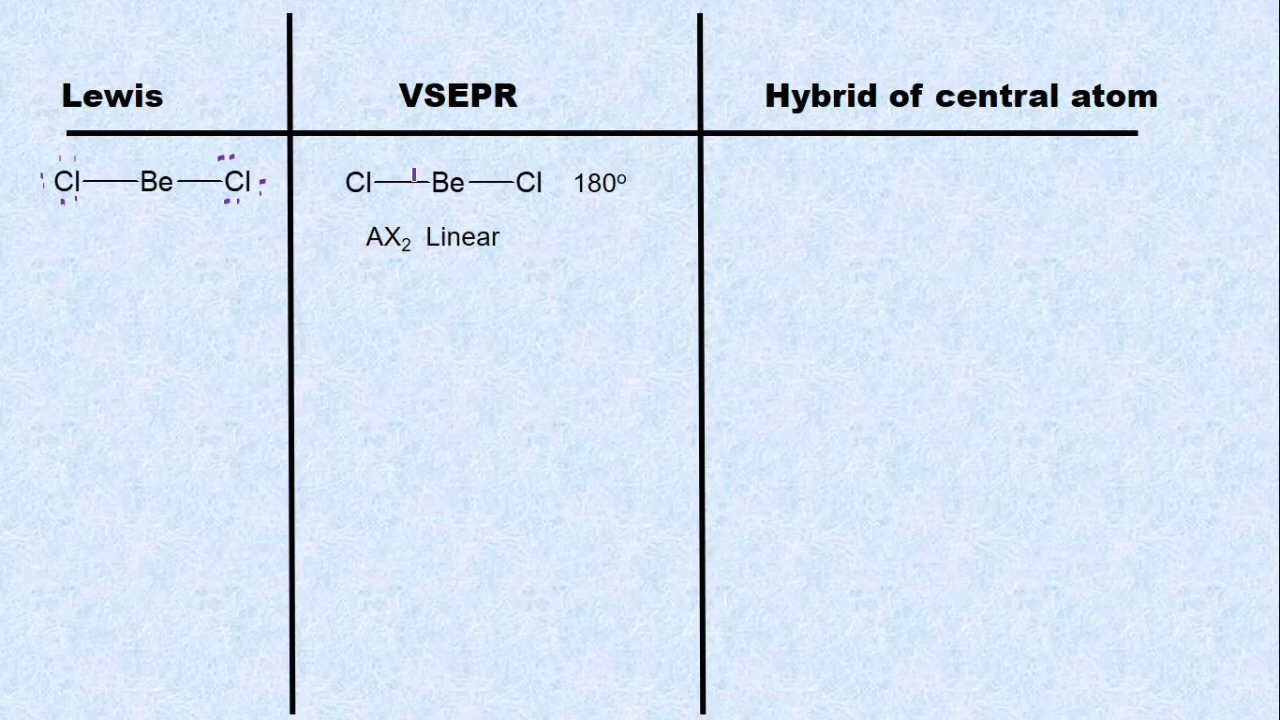 Lewis
VSEPR
Hybrid of central atom
Cl—Be—Cl
Cl—Be—Cl 180°
AX₂ Linear